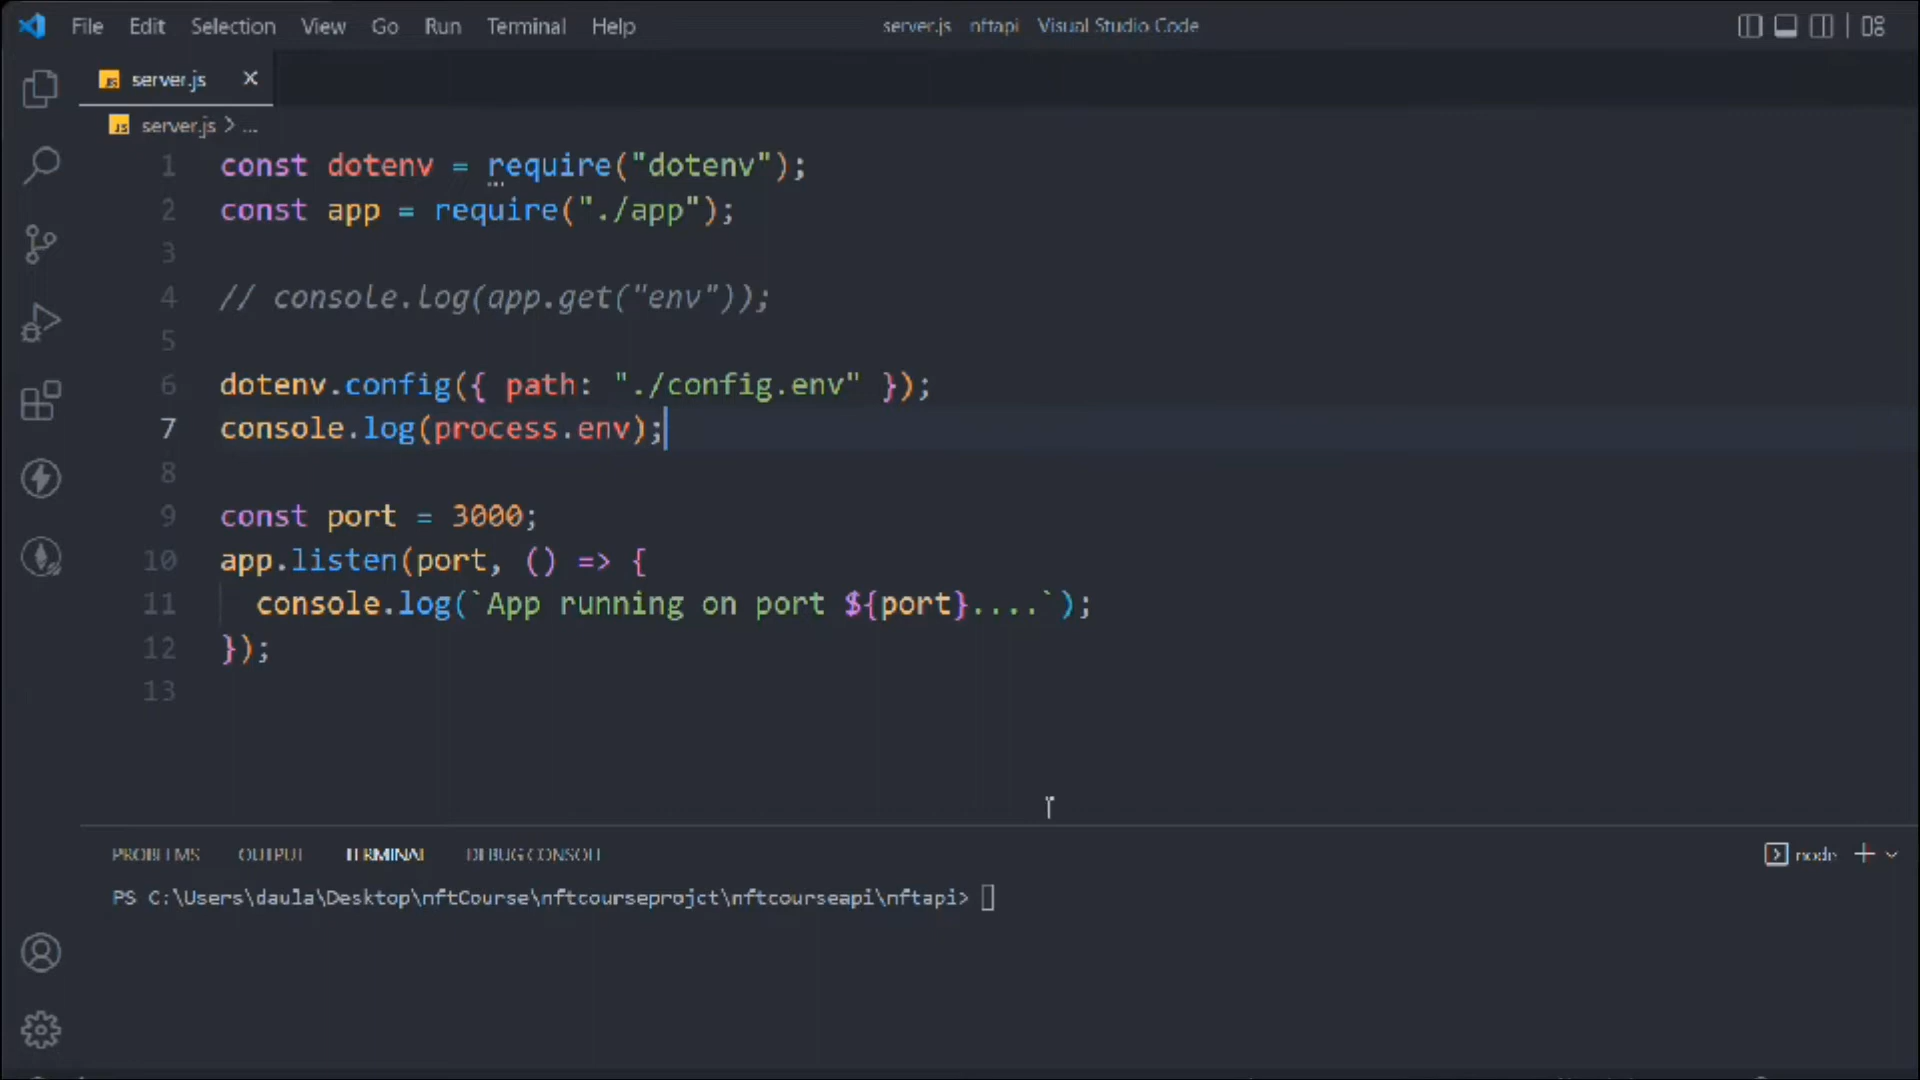 File Edit Selection View Go Run Terminal Help server.js nftapi Visual Studio Code
JS server.js ×
JS server.js > ...
1 const dotenv = require("dotenv");
2 const app = require("./app");
3
4 // console.log(app.get("env"));
5
6 dotenv.config({ path: "./config.env" });
7 console.log(process.env);
8
9 const port = 3000;
10 app.listen(port, () => {
11 console.log(`App running on port ${port}....`);
12 });
13
PROBLEMS OUTPUT TERMINAL DEBUG CONSOLE node
PS C:\Users\daula\Desktop\nftCourse\nftcourseprojct\nftcourseapi\nftapi>